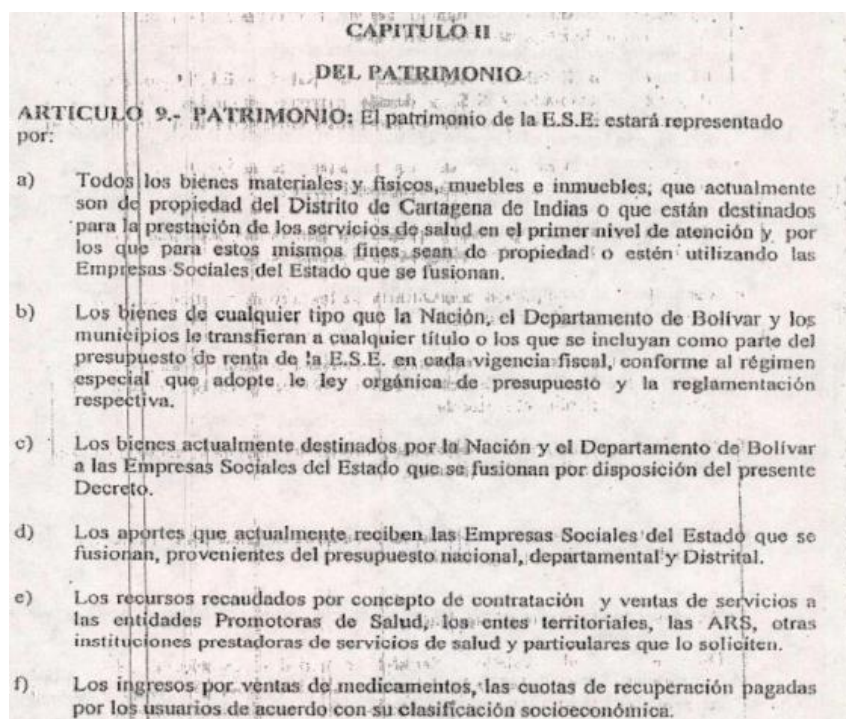 CAPITULO II
DEL PATRIMONIO
ARTICULO 9.- PATRIMONIO: El patrimonio de la E.S.E. estará representado
por:
a) Todos los bienes materiales y físicos, muebles e inmuebles, que actualmente
son de propiedad del Distrito de Cartagena de Indias o que están destinados
para la prestación de los servicios de salud en el primer nivel de atención y por
los que para estos mismos fines sean de propiedad o estén utilizando las
Empresas Sociales del Estado que se fusionan.
b) Los bienes de cualquier tipo que la Nación, el Departamento de Bolívar y los
municipios le transfieran a cualquier título o los que se incluyan como parte del
presupuesto de renta de la E.S.E. en cada vigencia fiscal, conforme al régimen
especial que adopte le ley orgánica de presupuesto y la reglamentación
respectiva.
c) Los bienes actualmente destinados por la Nación y el Departamento de Bolívar
a las Empresas Sociales del Estado que se fusionan por disposición del presente
Decreto.
d) Los aportes que actualmente reciben las Empresas Sociales del Estado que se
fusionan, provenientes del presupuesto nacional, departamental y Distrital.
e) Los recursos recaudados por concepto de contratación y ventas de servicios a
las entidades Promotoras de Salud, los entes territoriales, las ARS, otras
instituciones prestadoras de servicios de salud y particulares que lo soliciten.
f) Los ingresos por ventas de medicamentos, las cuotas de recuperación pagadas
por los usuarios de acuerdo con su clasificación socioeconómica.